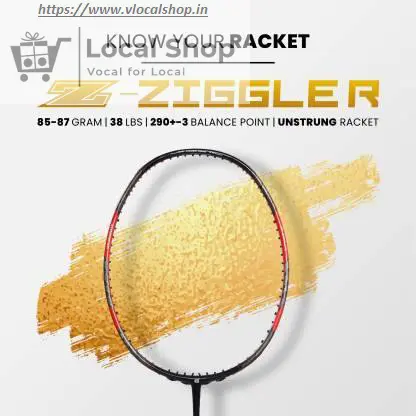 https://www.vlocalshop.in
KNOW YOUR RACKET
Local Shop
Vocal for Local
Z-ZIGGLER
85-87 GRAM | 38 LBS | 290+-3 BALANCE POINT | UNSTRUNG RACKET